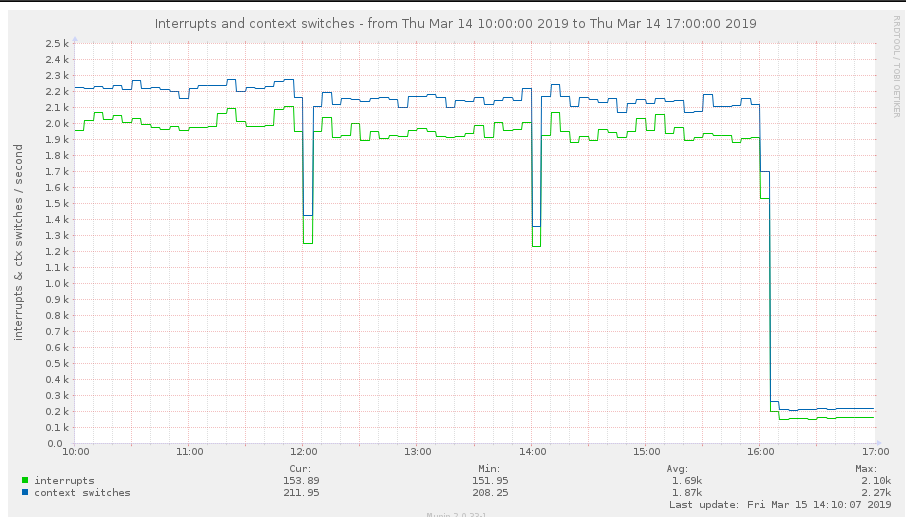 Interrupts and context switches - from Thu Mar 14 10:00:00 2019 to Thu Mar 14 17:00:00 2019
RRDTOOL / TOBI OETIKER
interrupts & ctx switches / second
2.5 k
2.4 k
2.3 k
2.2 k
2.1 k
2.0 k
1.9 k
1.8 k
1.7 k
1.6 k
1.5 k
1.4 k
1.3 k
1.2 k
1.1 k
1.0 k
0.9 k
0.8 k
0.7 k
0.6 k
0.5 k
0.4 k
0.3 k
0.2 k
0.1 k
0.0
10:00 11:00 12:00 13:00 14:00 15:00 16:00 17:00
Cur: Min: Avg: Max:
interrupts 153.89 151.95 1.69k 2.10k
context switches 211.95 208.25 1.87k 2.27k
Last update: Fri Mar 15 14:10:07 2019